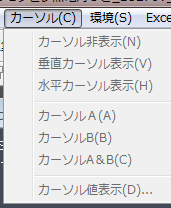 カーソル(C) 環境(S) Exce
カーソル非表示(N)
垂直カーソル表示(V)
水平カーソル表示(H)
カーソルA(A)
カーソルB(B)
カーソルA&B(C)
カーソル値表示(D)...